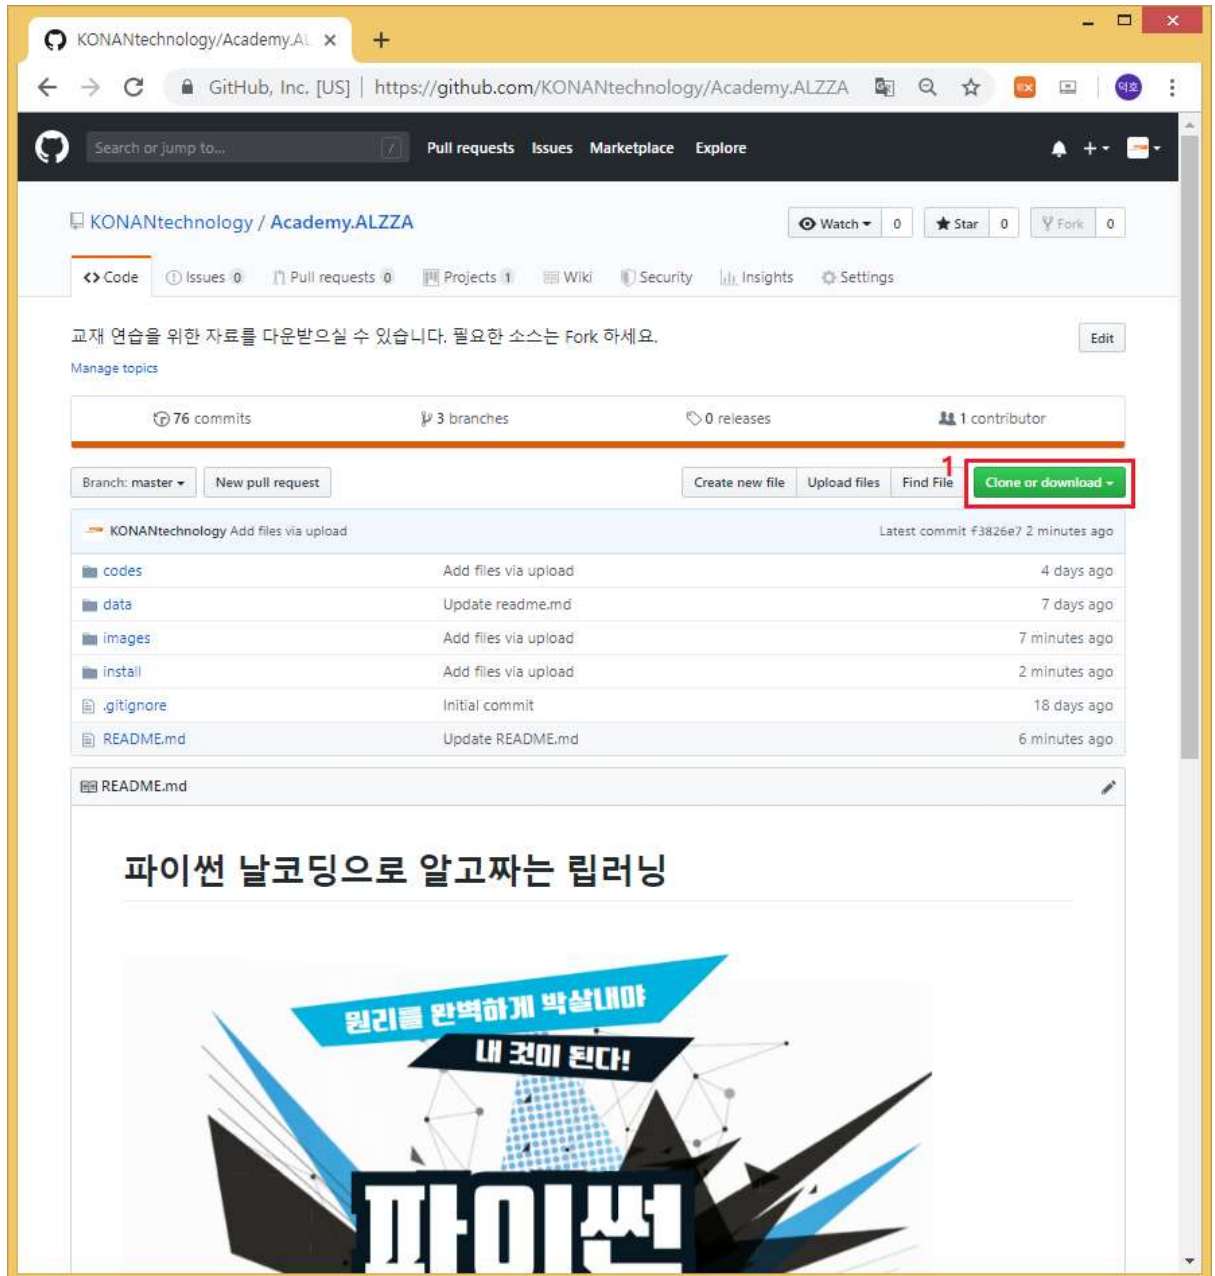 KONANtechnology/Academy.AL
GitHub, Inc. [US] | https://github.com/KONANtechnology/Academy.ALZZA
덕호
Search or jump to... /
Pull requests Issues Marketplace Explore
KONANtechnology / Academy.ALZZA
Watch 0 Star 0 Fork 0
Code Issues 0 Pull requests 0 Projects 1 Wiki Security Insights Settings
교재 연습을 위한 자료를 다운받으실 수 있습니다. 필요한 소스는 Fork 하세요.
Edit
Manage topics
76 commits 3 branches 0 releases 1 contributor
1
Branch: master New pull request Create new file Upload files Find File Clone or download
KONANtechnology Add files via upload Latest commit f3826e7 2 minutes ago
codes Add files via upload 4 days ago
data Update readme.md 7 days ago
images Add files via upload 7 minutes ago
install Add files via upload 2 minutes ago
.gitignore Initial commit 18 days ago
README.md Update README.md 6 minutes ago
README.md
파이썬 날코딩으로 알고짜는 립러닝
원리를 완벽하게 박살내야
내 것이 된다!
파이썬